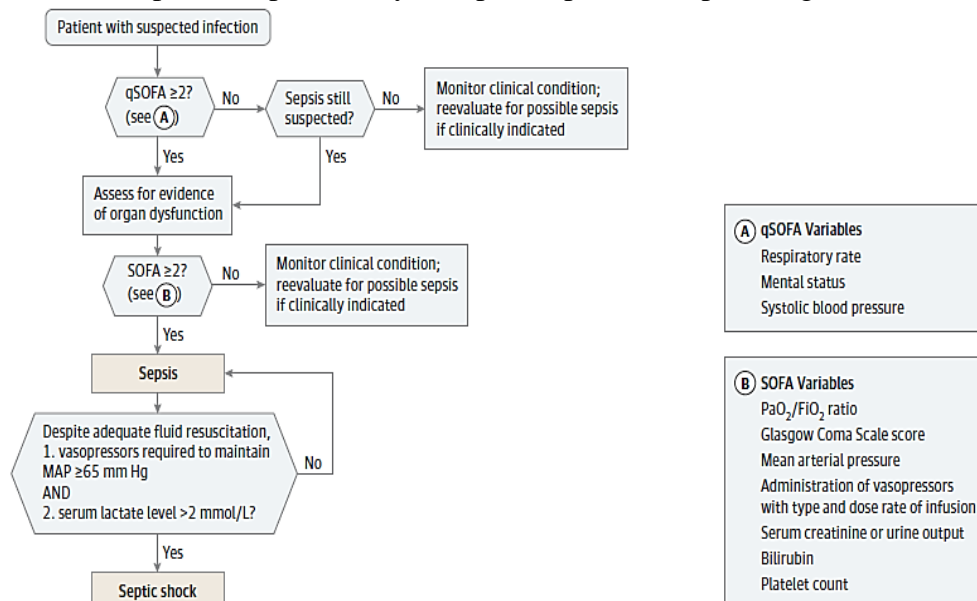 Patient with suspected infection
qSOFA ≥2?
(see A)
No
Sepsis still
suspected?
No
Monitor clinical condition;
reevaluate for possible sepsis
if clinically indicated
Yes
Yes
Assess for evidence
of organ dysfunction
SOFA ≥2?
(see B)
No
Monitor clinical condition;
reevaluate for possible sepsis
if clinically indicated
Yes
Sepsis
Despite adequate fluid resuscitation,
1. vasopressors required to maintain
MAP ≥65 mm Hg
AND
2. serum lactate level >2 mmol/L?
No
Yes
Septic shock
A qSOFA Variables
Respiratory rate
Mental status
Systolic blood pressure
B SOFA Variables
PaO₂/FiO₂ ratio
Glasgow Coma Scale score
Mean arterial pressure
Administration of vasopressors
with type and dose rate of infusion
Serum creatinine or urine output
Bilirubin
Platelet count